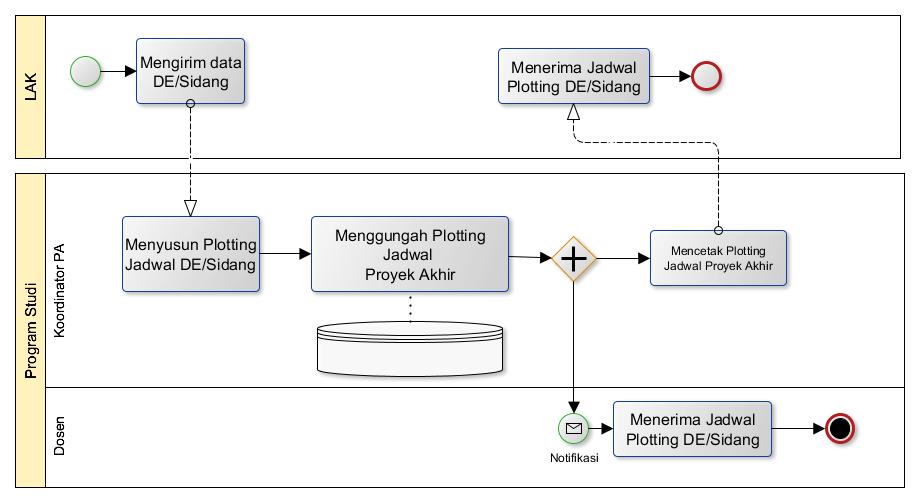 LAK
Mengirim data
DE/Sidang
Menerima Jadwal
Plotting DE/Sidang
Program Studi
Koordinator PA
Menyusun Plotting
Jadwal DE/Sidang
Menggungah Plotting
Jadwal
Proyek Akhir
Mencetak Plotting
Jadwal Proyek Akhir
Dosen
Notifikasi
Menerima Jadwal
Plotting DE/Sidang